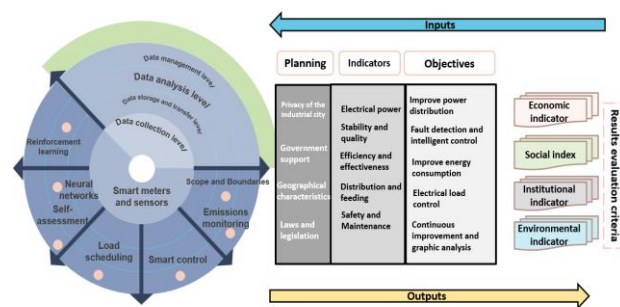 Inputs
Planning
Indicators
Objectives
Privacy of the
industrial city
Government
support
Geographical
characteristics
Laws and
legislation
Electrical power
Stability and
quality
Efficiency and
effectiveness
Distribution and
feeding
Safety and
Maintenance
Improve power
distribution
Fault detection and
intelligent control
Improve energy
consumption
Electrical load
control
Continuous
improvement and
graphic analysis
Economic
indicator
Social index
Institutional
indicator
Environmental
indicator
Results evaluation criteria
Outputs
Data management level
Data analysis level
Data storage and transfer level
Data collection level
Smart meters
and sensors
Reinforcement
learning
Neural
networks
Self-
assessment
Load
scheduling
Smart control
Scope and Boundaries
Emissions
monitoring